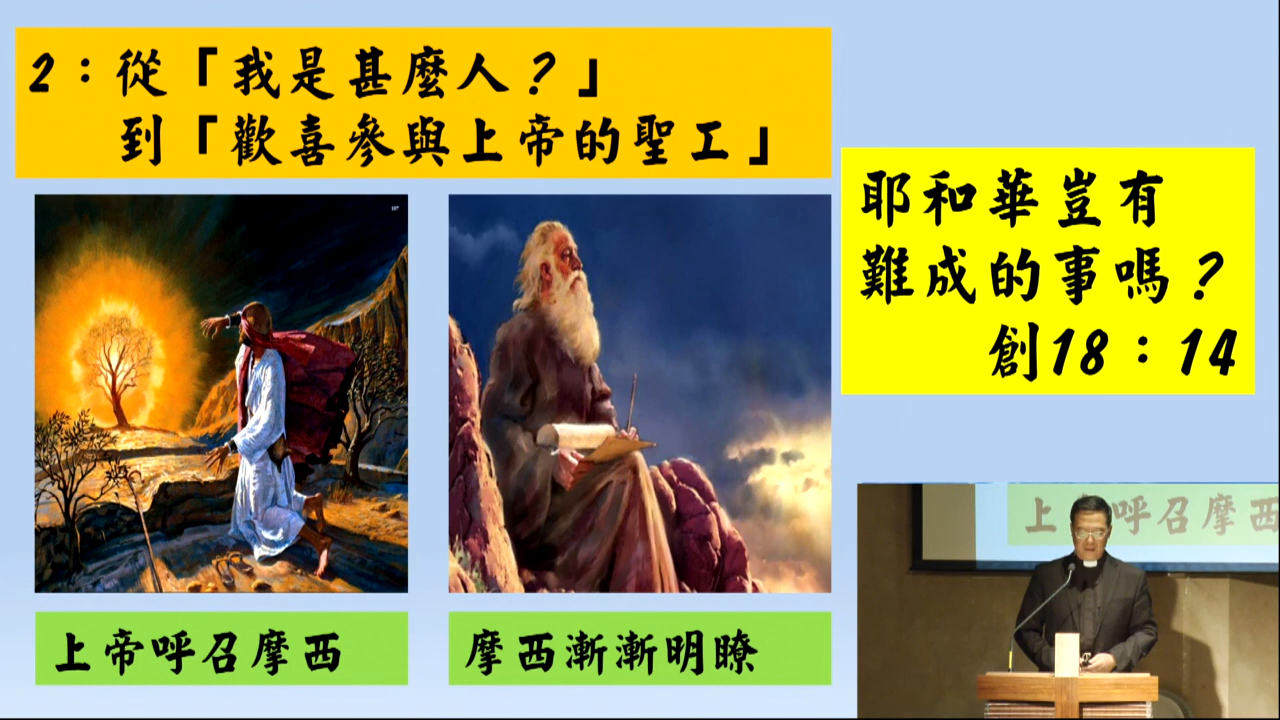 2：從「我是甚麼人？」
到「歡喜參與上帝的聖工」
耶和華豈有
難成的事嗎？
創18：14
上帝呼召摩西
摩西漸漸明瞭
上 呼召摩西